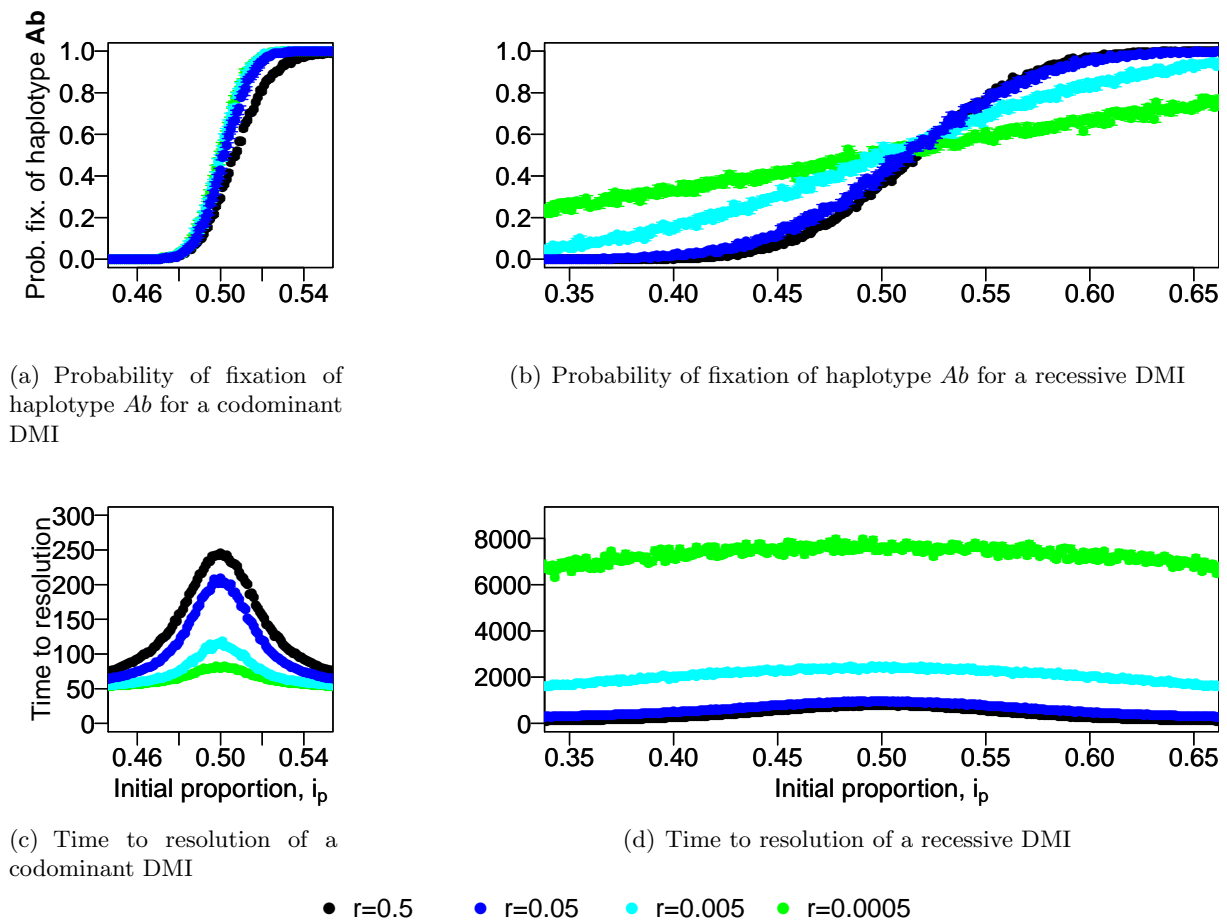 Prob. fix. of haplotype Ab
1.0
0.8
0.6
0.4
0.2
0.0
0.46 0.50 0.54
1.0
0.8
0.6
0.4
0.2
0.0
0.35 0.40 0.45 0.50 0.55 0.60 0.65
(a) Probability of fixation of
haplotype Ab for a codominant
DMI
(b) Probability of fixation of haplotype Ab for a recessive DMI
Time to resolution
300
250
200
150
100
50
0
0.46 0.50 0.54
Initial proportion, i_p
8000
6000
4000
2000
0
0.35 0.40 0.45 0.50 0.55 0.60 0.65
Initial proportion, i_p
(c) Time to resolution of a
codominant DMI
(d) Time to resolution of a recessive DMI
r=0.5 r=0.05 r=0.005 r=0.0005